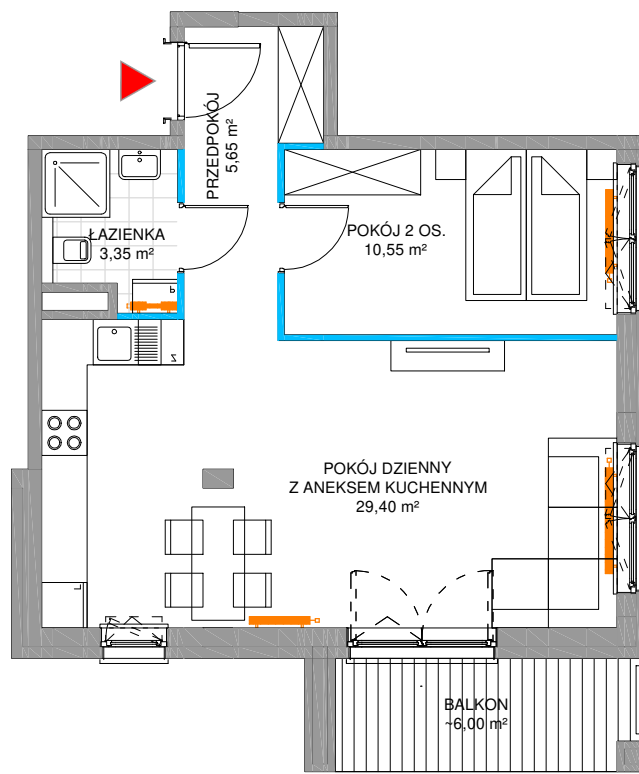 PRZEDPOKÓJ
5,65 m²
ŁAZIENKA
3,35 m²
POKÓJ 2 OS.
10,55 m²
P
Z
POKÓJ DZIENNY
Z ANEKSEM KUCHENNYM
29,40 m²
L
BALKON
~6,00 m²